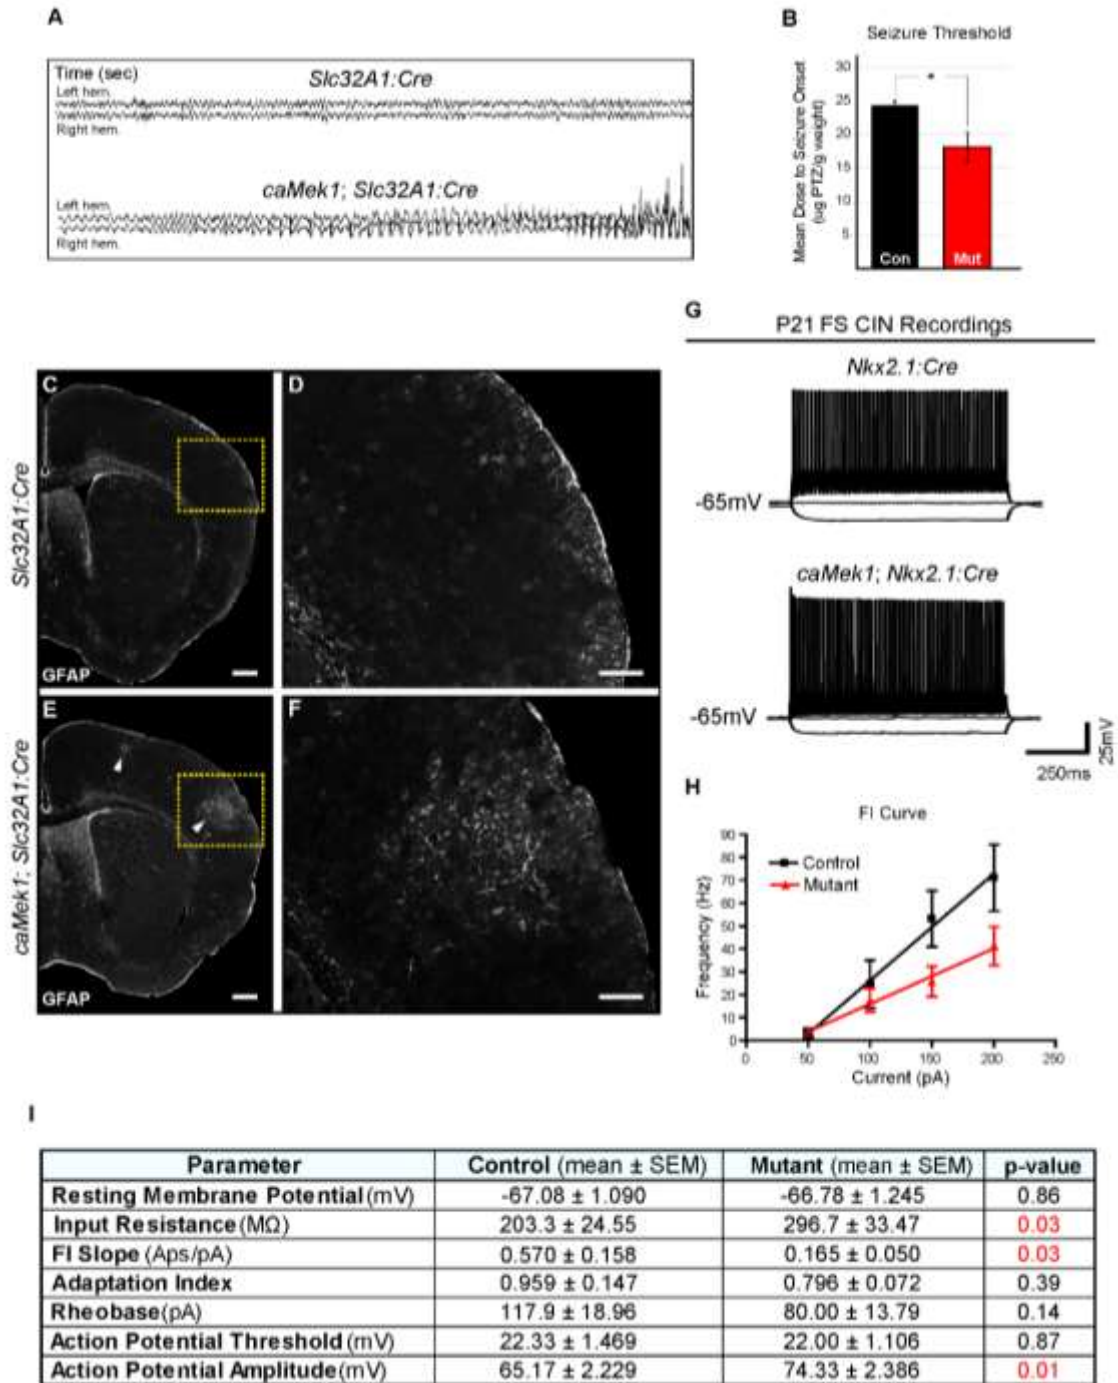 A
Time (sec)
Slc32A1:Cre
Left hem.
Right hem.
caMek1; Slc32A1:Cre
Left hem.
Right hem.
B
Seizure Threshold
Mean Dose to Seizure Onset
(ug PTZ/g weight)
30
25
20
15
10
5
*
Con
Mut
C
D
Slc32A1:Cre
GFAP
E
F
caMek1; Slc32A1:Cre
GFAP
G
P21 FS CIN Recordings
Nkx2.1:Cre
-65mV
caMek1; Nkx2.1:Cre
-65mV
25mV
250ms
H
FI Curve
Control
Mutant
Frequency (Hz)
90
80
70
60
50
40
30
20
10
0
0 50 100 150 200 250
Current (pA)
I
Parameter Control (mean ± SEM) Mutant (mean ± SEM) p-value
Resting Membrane Potential (mV) -67.08 ± 1.090 -66.78 ± 1.245 0.86
Input Resistance (MΩ) 203.3 ± 24.55 296.7 ± 33.47 0.03
FI Slope (Aps/pA) 0.570 ± 0.158 0.165 ± 0.050 0.03
Adaptation Index 0.959 ± 0.147 0.796 ± 0.072 0.39
Rheobase(pA) 117.9 ± 18.96 80.00 ± 13.79 0.14
Action Potential Threshold (mV) 22.33 ± 1.469 22.00 ± 1.106 0.87
Action Potential Amplitude(mV) 65.17 ± 2.229 74.33 ± 2.386 0.01